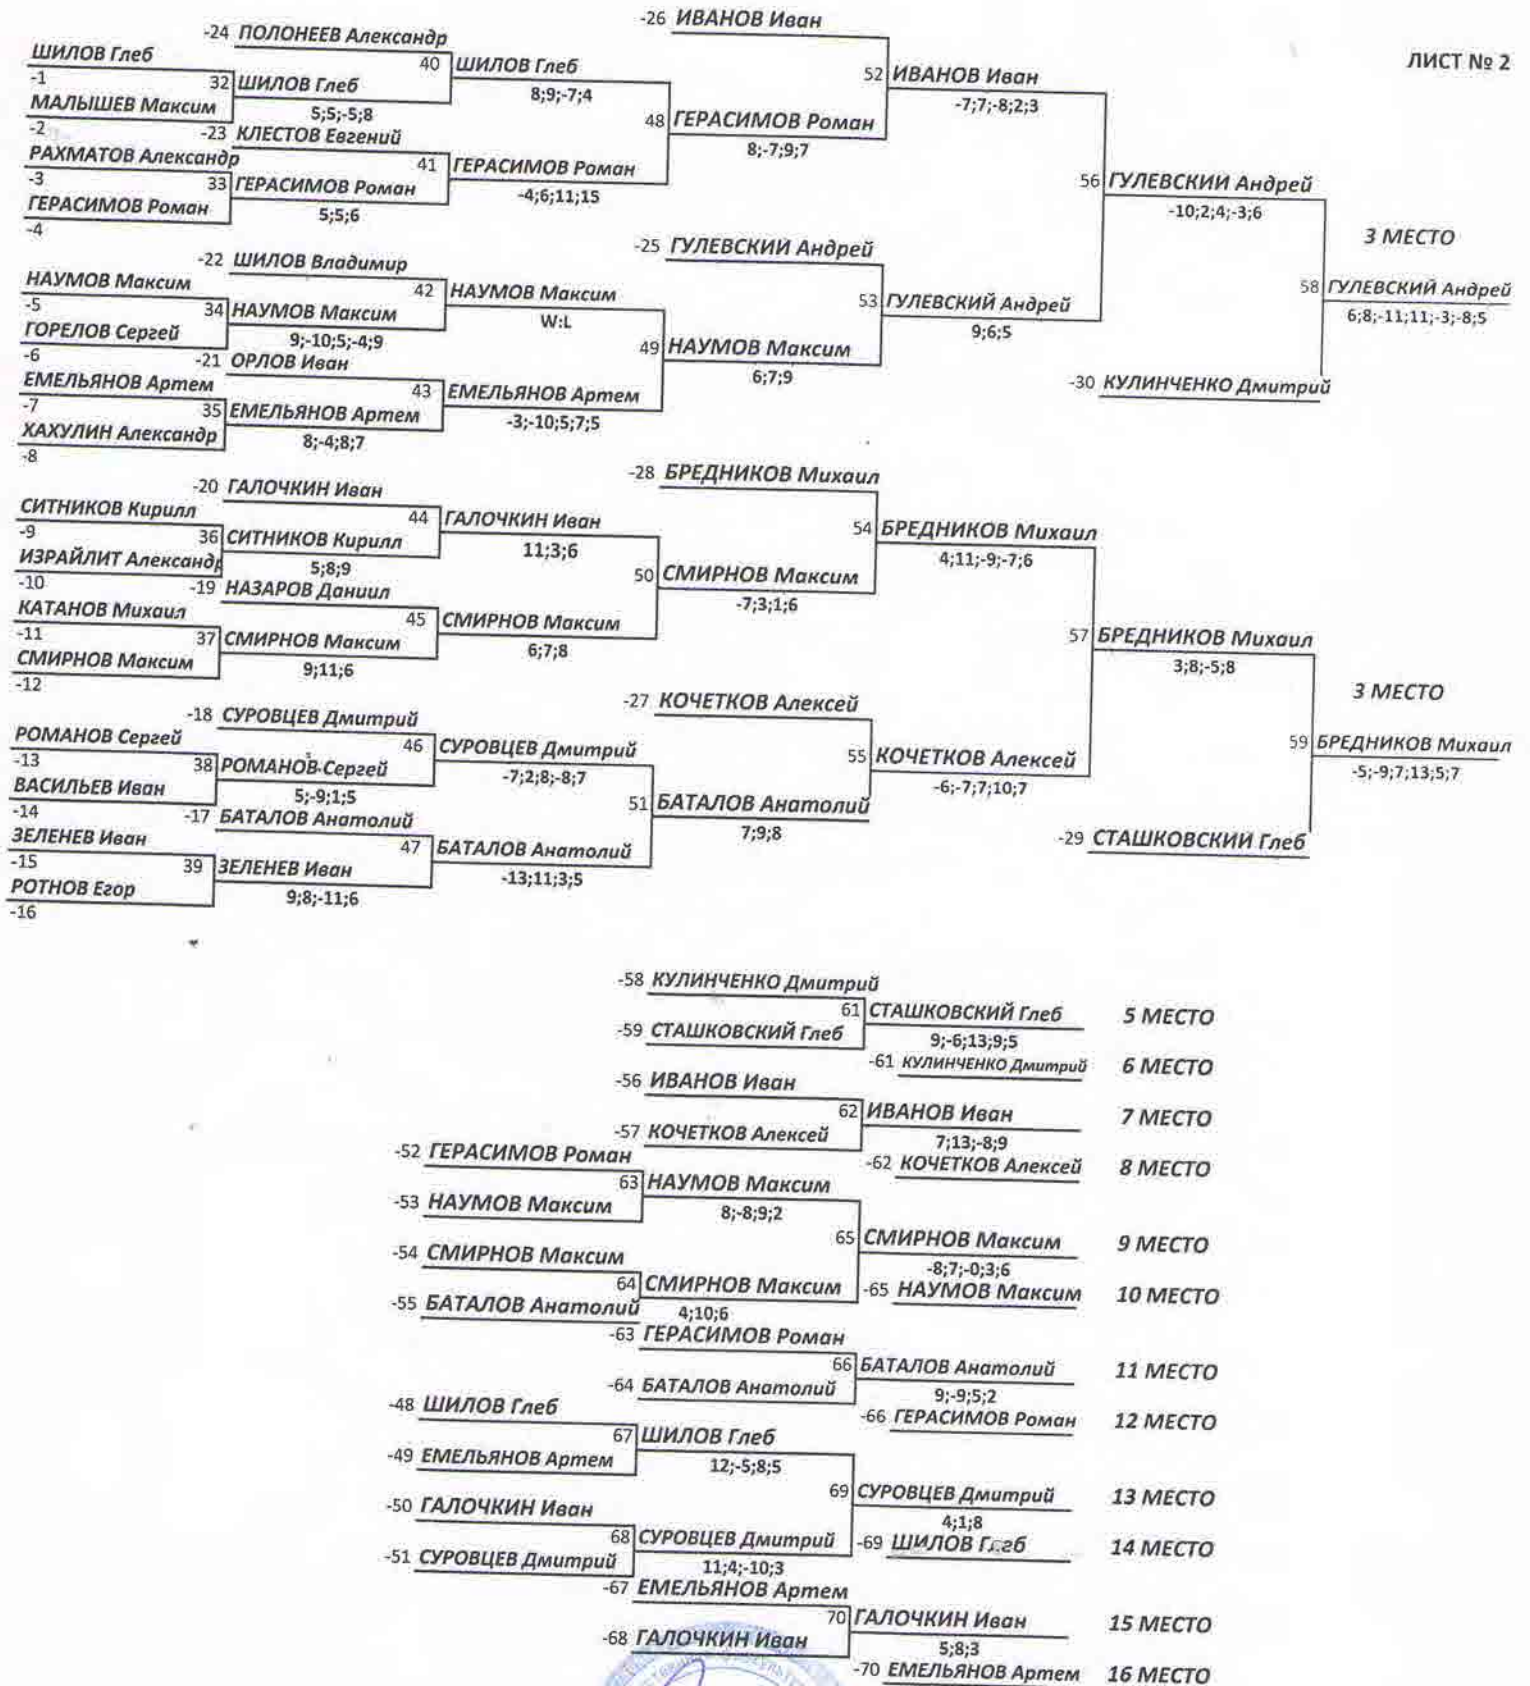 ЛИСТ № 2
-26 ИВАНОВ Иван
-24 ПОЛОНЕЕВ Александр
ШИЛОВ Глеб
40 ШИЛОВ Глеб
52 ИВАНОВ Иван
-1
32 ШИЛОВ Глеб
8;9;-7;4
-7;7;-8;2;3
МАЛЫШЕВ Максим
5;5;-5;8
48 ГЕРАСИМОВ Роман
-2
-23 КЛЕСТОВ Евгений
8;-7;9;7
РАХМАТОВ Александр
41 ГЕРАСИМОВ Роман
-3
33 ГЕРАСИМОВ Роман
-4;6;11;15
56 ГУЛЕВСКИЙ Андрей
ГЕРАСИМОВ Роман
5;5;6
-10;2;4;-3;6
-4
3 МЕСТО
-25 ГУЛЕВСКИЙ Андрей
-22 ШИЛОВ Владимир
НАУМОВ Максим
42 НАУМОВ Максим
53 ГУЛЕВСКИЙ Андрей
58 ГУЛЕВСКИЙ Андрей
-5
34 НАУМОВ Максим
W:L
9;6;5
6;8;-11;11;-3;-8;5
ГОРЕЛОВ Сергей
9;-10;5;-4;9
49 НАУМОВ Максим
-6
-21 ОРЛОВ Иван
6;7;9
ЕМЕЛЬЯНОВ Артем
43 ЕМЕЛЬЯНОВ Артем
-30 КУЛИНЧЕНКО Дмитрий
-7
35 ЕМЕЛЬЯНОВ Артем
-3;-10;5;7;5
ХАХУЛИН Александр
8;-4;8;7
-8
-28 БРЕДНИКОВ Михаил
-20 ГАЛОЧКИН Иван
СИТНИКОВ Кирилл
44 ГАЛОЧКИН Иван
54 БРЕДНИКОВ Михаил
-9
36 СИТНИКОВ Кирилл
11;3;6
4;11;-9;-7;6
ИЗРАЙЛИТ Александр
5;8;9
50 СМИРНОВ Максим
-10
-19 НАЗАРОВ Даниил
-7;3;1;6
КАТАНОВ Михаил
45 СМИРНОВ Максим
-11
37 СМИРНОВ Максим
6;7;8
57 БРЕДНИКОВ Михаил
СМИРНОВ Максим
9;11;6
3;8;-5;8
-12
3 МЕСТО
-27 КОЧЕТКОВ Алексей
-18 СУРОВЦЕВ Дмитрий
РОМАНОВ Сергей
46 СУРОВЦЕВ Дмитрий
55 КОЧЕТКОВ Алексей
59 БРЕДНИКОВ Михаил
-13
38 РОМАНОВ Сергей
-7;2;8;-8;7
-6;-7;7;10;7
-5;-9;7;13;5;7
ВАСИЛЬЕВ Иван
5;-9;1;5
51 БАТАЛОВ Анатолий
-14
-17 БАТАЛОВ Анатолий
7;9;8
ЗЕЛЕНЕВ Иван
47 БАТАЛОВ Анатолий
-29 СТАШКОВСКИЙ Глеб
-15
39 ЗЕЛЕНЕВ Иван
-13;11;3;5
РОТНОВ Егор
9;8;-11;6
-16
-58 КУЛИНЧЕНКО Дмитрий
61 СТАШКОВСКИЙ Глеб 5 МЕСТО
-59 СТАШКОВСКИЙ Глеб
9;-6;13;9;5
-61 КУЛИНЧЕНКО Дмитрий 6 МЕСТО
-56 ИВАНОВ Иван
62 ИВАНОВ Иван 7 МЕСТО
-57 КОЧЕТКОВ Алексей
7;13;-8;9
-52 ГЕРАСИМОВ Роман
-62 КОЧЕТКОВ Алексей 8 МЕСТО
63 НАУМОВ Максим
-53 НАУМОВ Максим
8;-8;9;2
65 СМИРНОВ Максим 9 МЕСТО
-54 СМИРНОВ Максим
-8;7;-0;3;6
64 СМИРНОВ Максим
-65 НАУМОВ Максим 10 МЕСТО
-55 БАТАЛОВ Анатолий
4;10;6
-63 ГЕРАСИМОВ Роман
66 БАТАЛОВ Анатолий 11 МЕСТО
-64 БАТАЛОВ Анатолий
9;-9;5;2
-48 ШИЛОВ Глеб
-66 ГЕРАСИМОВ Роман 12 МЕСТО
67 ШИЛОВ Глеб
-49 ЕМЕЛЬЯНОВ Артем
12;-5;8;5
69 СУРОВЦЕВ Дмитрий 13 МЕСТО
-50 ГАЛОЧКИН Иван
4;1;8
68 СУРОВЦЕВ Дмитрий
-69 ШИЛОВ Глеб 14 МЕСТО
-51 СУРОВЦЕВ Дмитрий
11;4;-10;3
-67 ЕМЕЛЬЯНОВ Артем
70 ГАЛОЧКИН Иван 15 МЕСТО
-68 ГАЛОЧКИН Иван
5;8;3
-70 ЕМЕЛЬЯНОВ Артем 16 МЕСТО